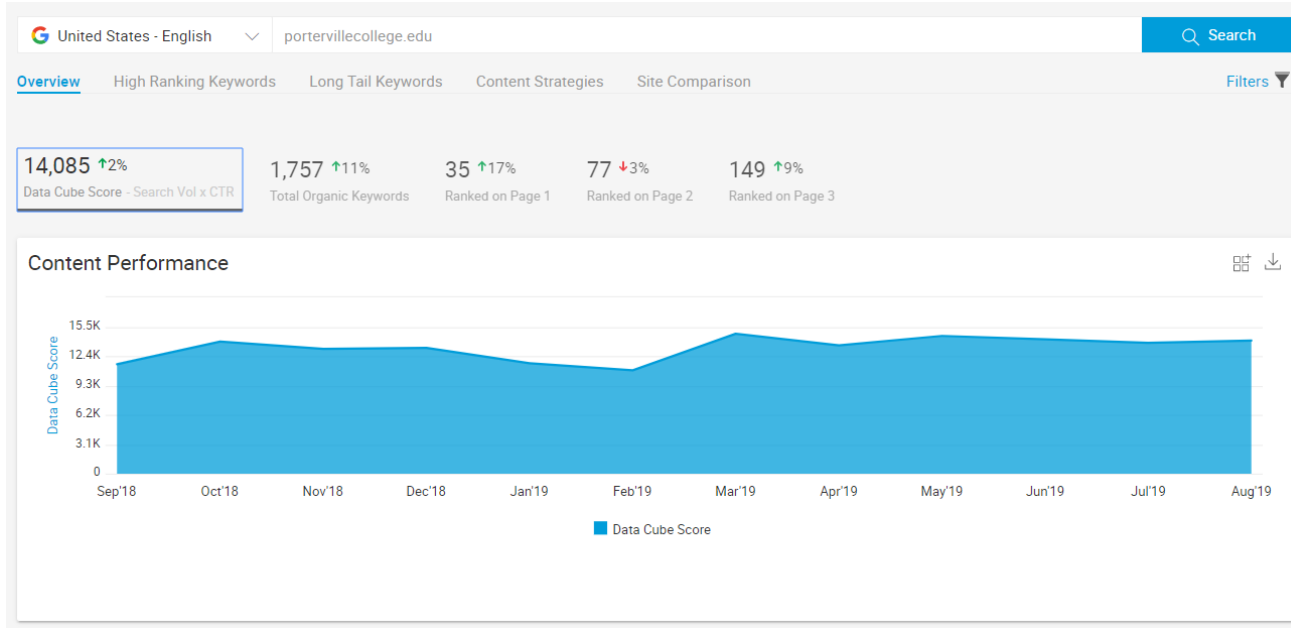 United States - English portervillecollege.edu Search
Overview High Ranking Keywords Long Tail Keywords Content Strategies Site Comparison Filters
14,085 2% 1,757 11% 35 17% 77 3% 149 9%
Data Cube Score - Search Vol x CTR Total Organic Keywords Ranked on Page 1 Ranked on Page 2 Ranked on Page 3
Content Performance
Data Cube Score
15.5K
12.4K
9.3K
6.2K
3.1K
0
Sep'18 Oct'18 Nov'18 Dec'18 Jan'19 Feb'19 Mar'19 Apr'19 May'19 Jun'19 Jul'19 Aug'19
Data Cube Score